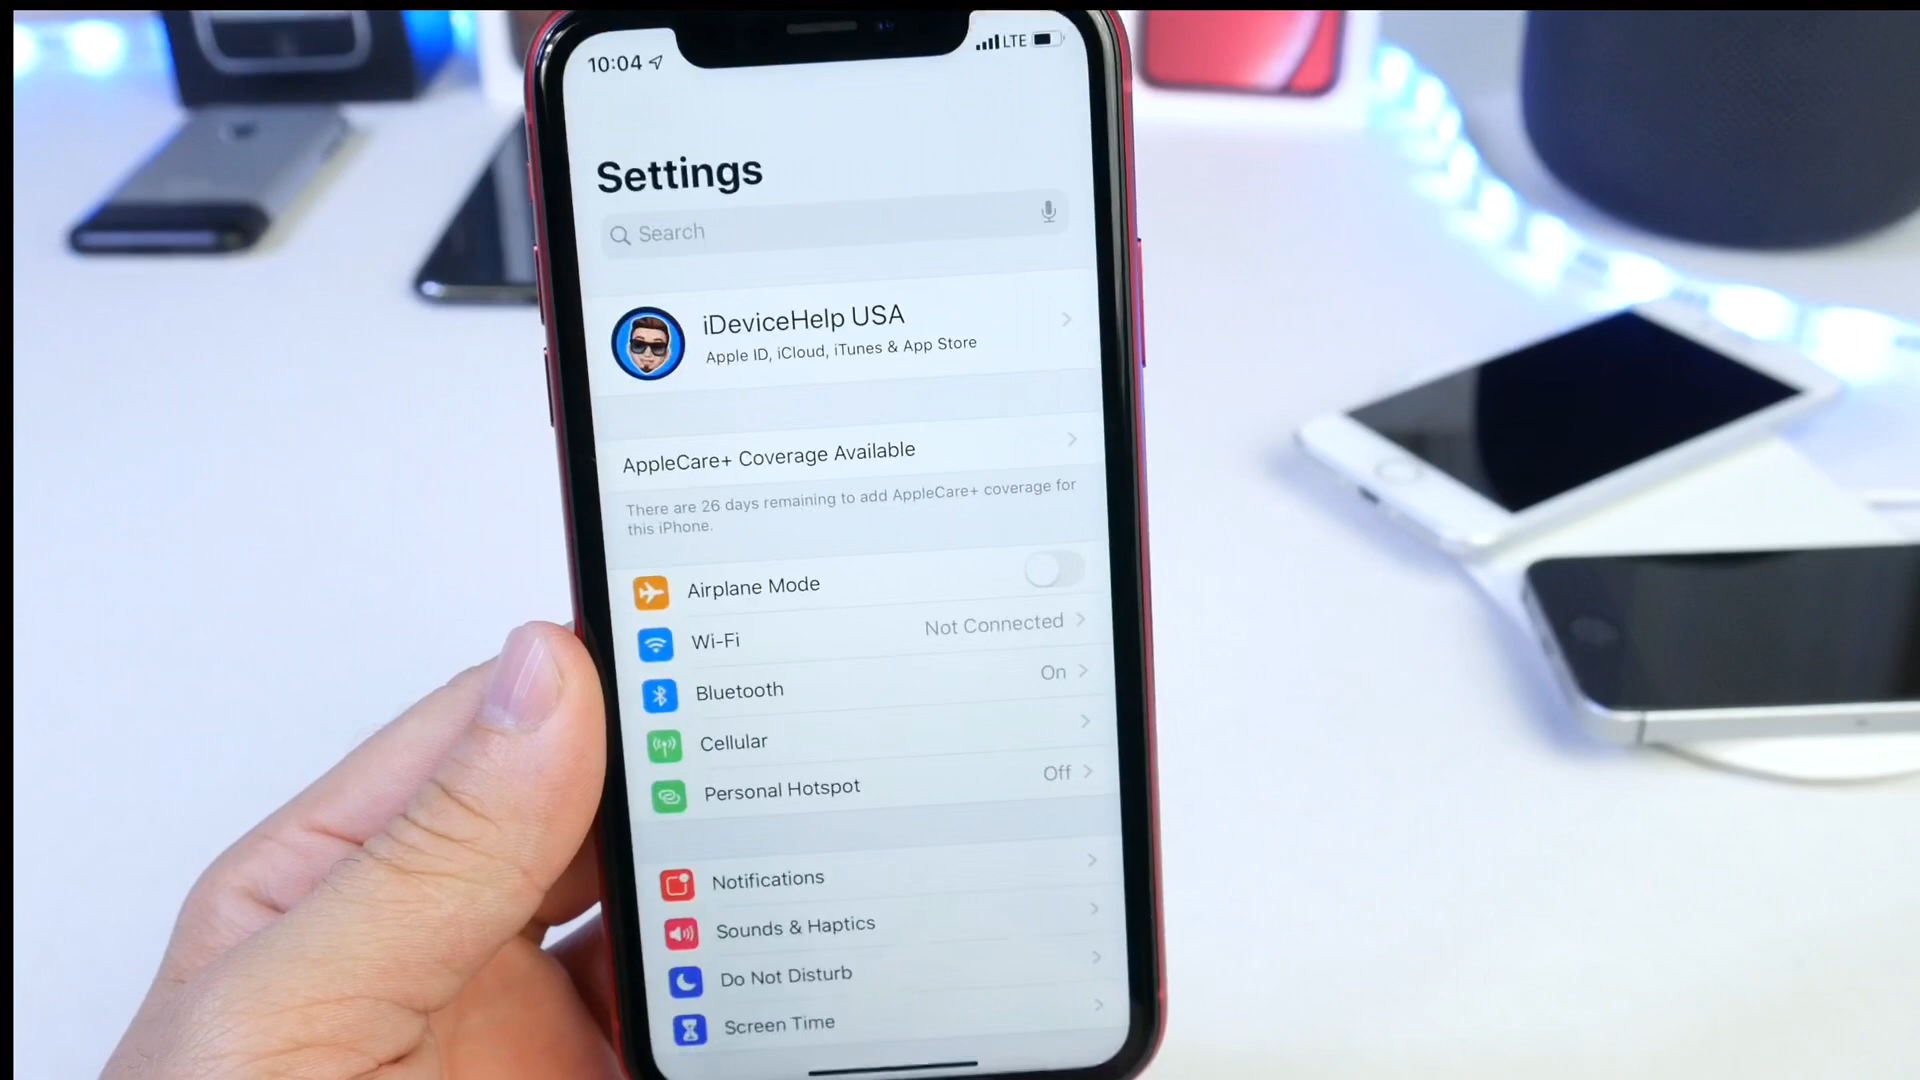 10:04
LTE
Settings
Search
iDeviceHelp USA
Apple ID, iCloud, iTunes & App Store
AppleCare+ Coverage Available
There are 26 days remaining to add AppleCare+ coverage for
this iPhone.
Airplane Mode
Wi-Fi Not Connected
Bluetooth On
Cellular
Personal Hotspot Off
Notifications
Sounds & Haptics
Do Not Disturb
Screen Time